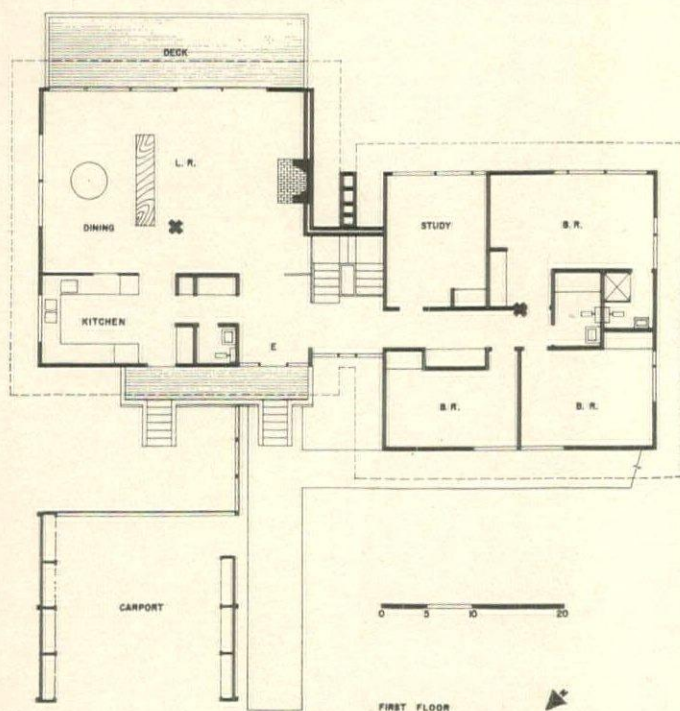 DECK
L. R.
DINING
KITCHEN
E
STUDY
B. R.
B. R.
B. R.
CARPORT
0 5 10 20
FIRST FLOOR